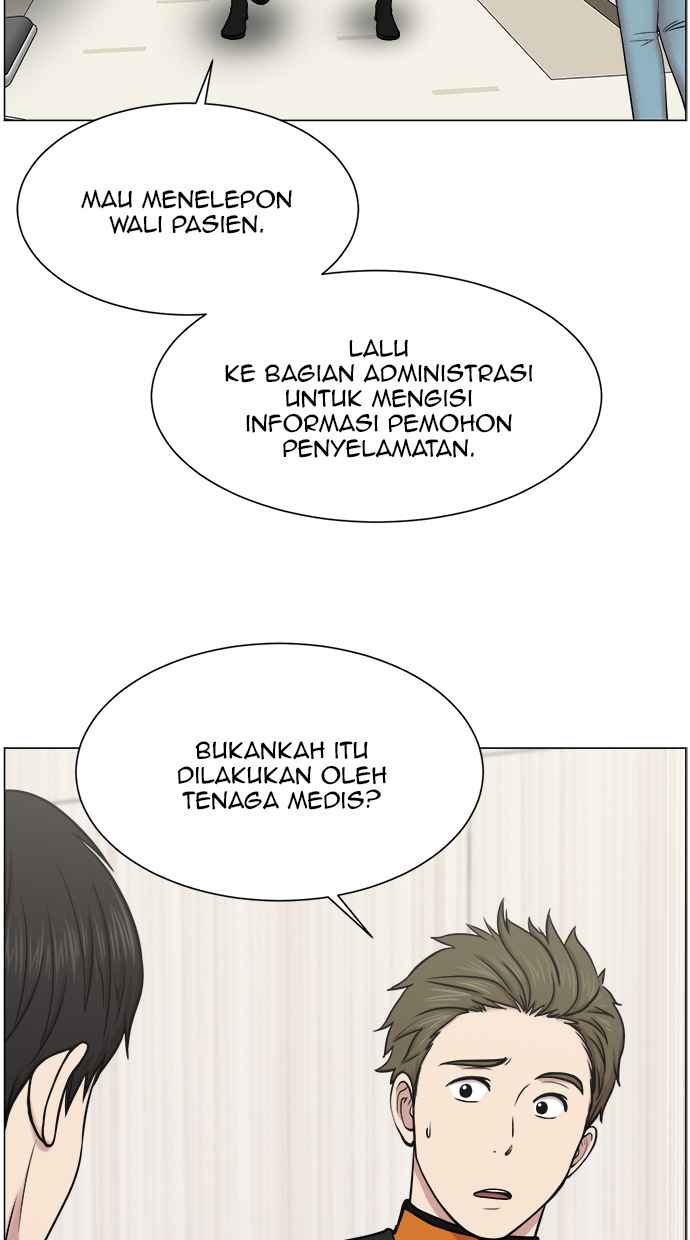 MAU MENELEPON
WALI PASIEN.
LALU
KE BAGIAN ADMINISTRASI
UNTUK MENGISI
INFORMASI PEMOHON
PENYELAMATAN.
BUKANKAH ITU
DILAKUKAN OLEH
TENAGA MEDIS?